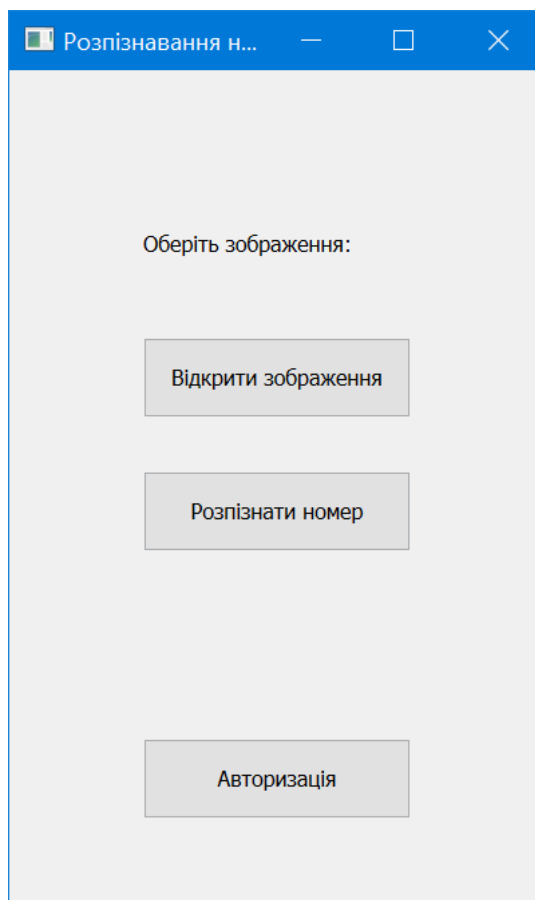 Розпізнавання н...
Оберіть зображення:
Відкрити зображення
Розпізнати номер
Авторизація